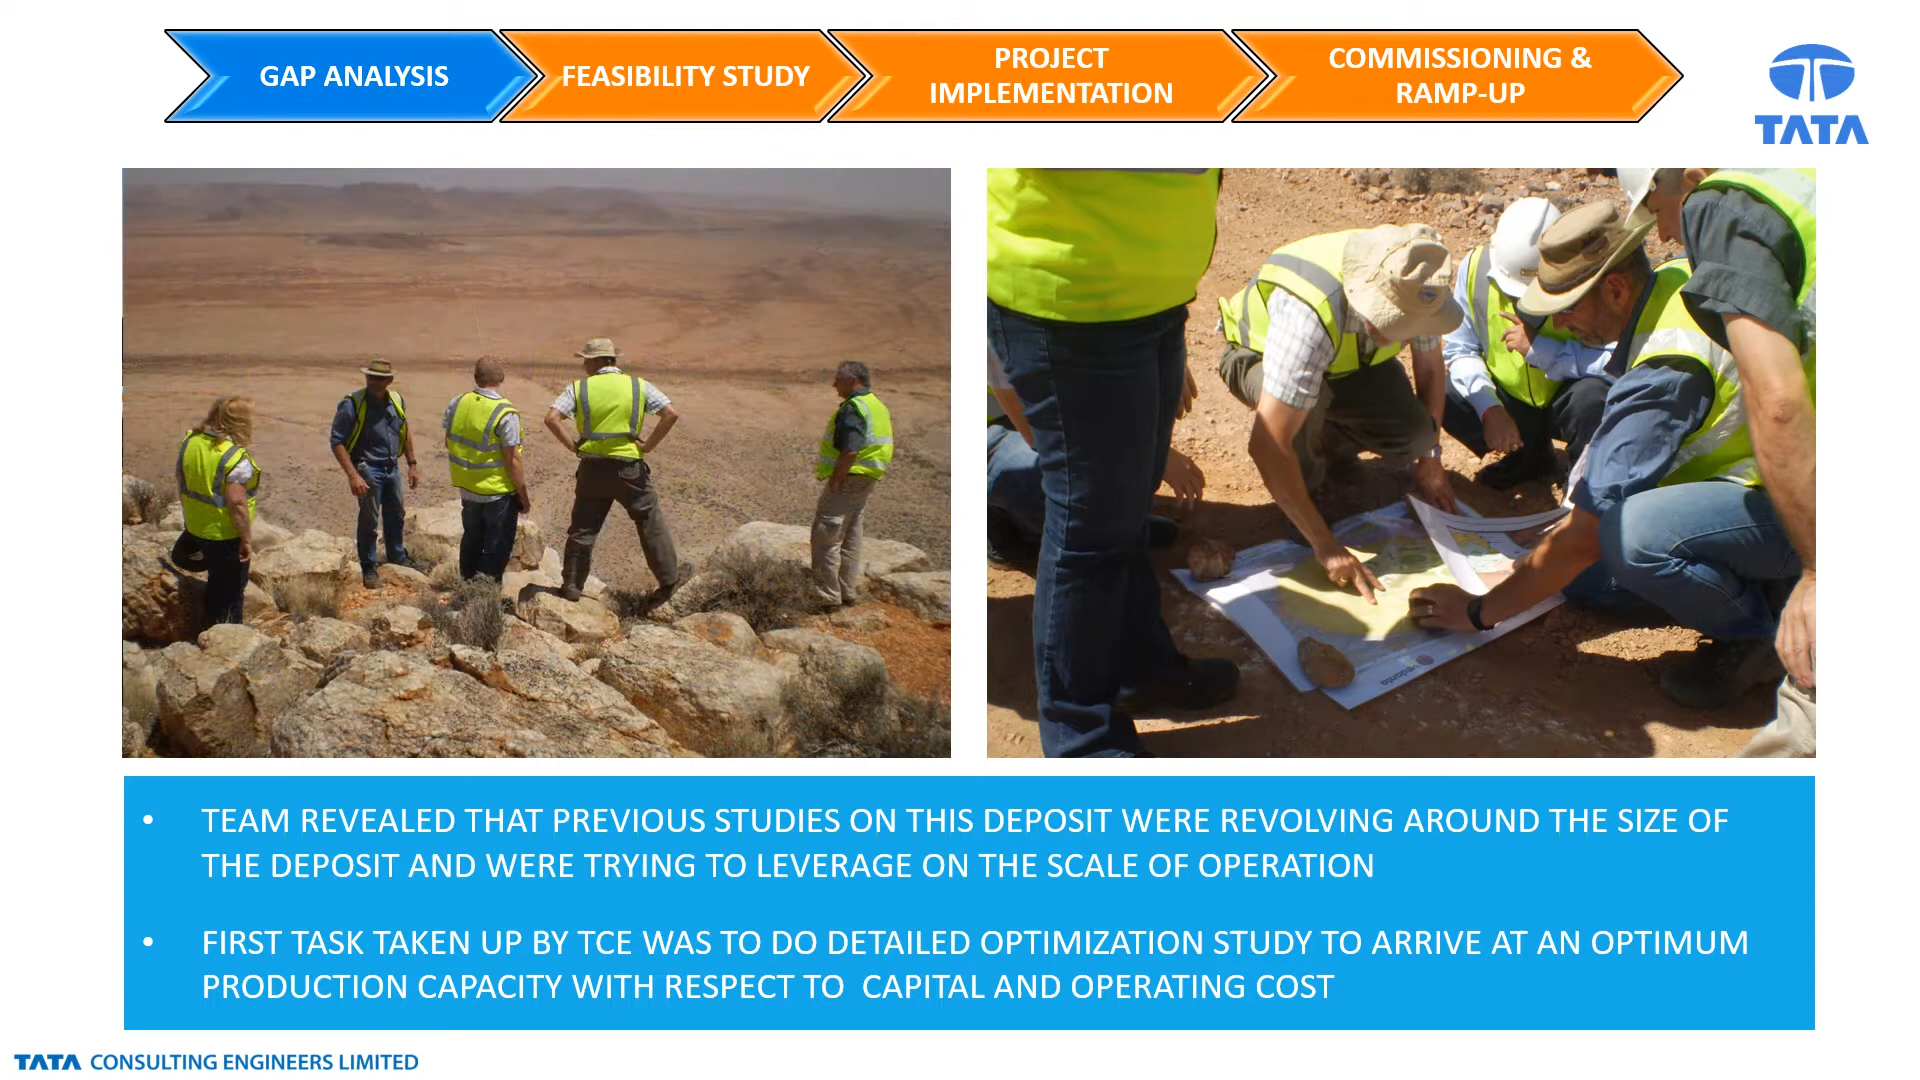 GAP ANALYSIS
FEASIBILITY STUDY
PROJECT
IMPLEMENTATION
COMMISSIONING &
RAMP-UP
TATA
vedanta
• TEAM REVEALED THAT PREVIOUS STUDIES ON THIS DEPOSIT WERE REVOLVING AROUND THE SIZE OF
THE DEPOSIT AND WERE TRYING TO LEVERAGE ON THE SCALE OF OPERATION
• FIRST TASK TAKEN UP BY TCE WAS TO DO DETAILED OPTIMIZATION STUDY TO ARRIVE AT AN OPTIMUM
PRODUCTION CAPACITY WITH RESPECT TO  CAPITAL AND OPERATING COST
TATA CONSULTING ENGINEERS LIMITED